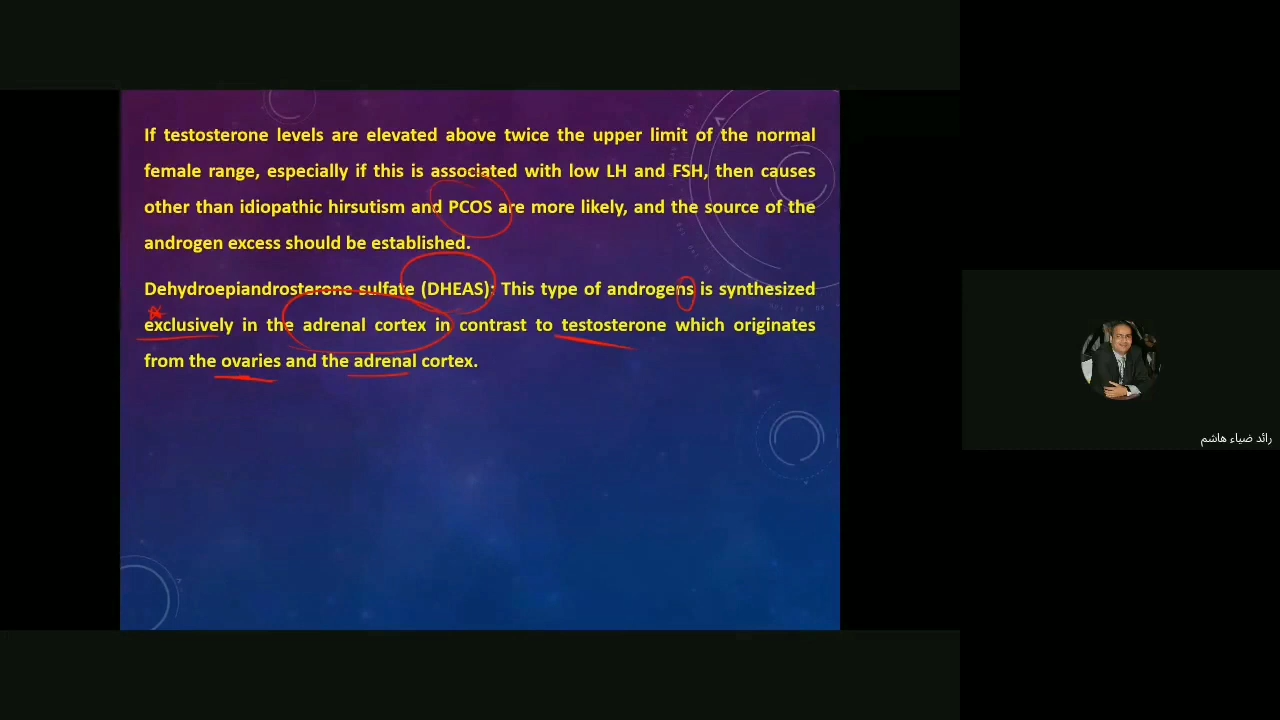 If testosterone levels are elevated above twice the upper limit of the normal
female range, especially if this is associated with low LH and FSH, then causes
other than idiopathic hirsutism and PCOS are more likely, and the source of the
androgen excess should be established.
Dehydroepiandrosterone sulfate (DHEAS): This type of androgens is synthesized
exclusively in the adrenal cortex in contrast to testosterone which originates
from the ovaries and the adrenal cortex.
رائد ضياء هاشم